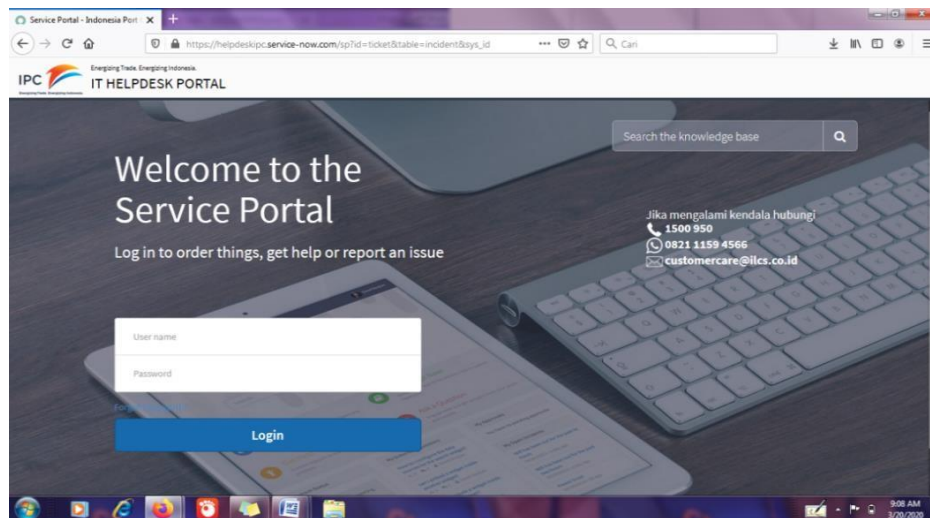 Service Portal - Indonesia Port
https://helpdeskipc.service-now.com/sp?id=ticket&table=incident&sys_id
Cari
IPC
Energizing Trade. Energizing Indonesia.
IT HELPDESK PORTAL
Search the knowledge base
Welcome to the
Service Portal
Log in to order things, get help or report an issue
Jika mengalami kendala hubungi
1500 950
0821 1159 4566
customercare@ilcs.co.id
User name
Password
Login
9:08 AM
3/20/2020